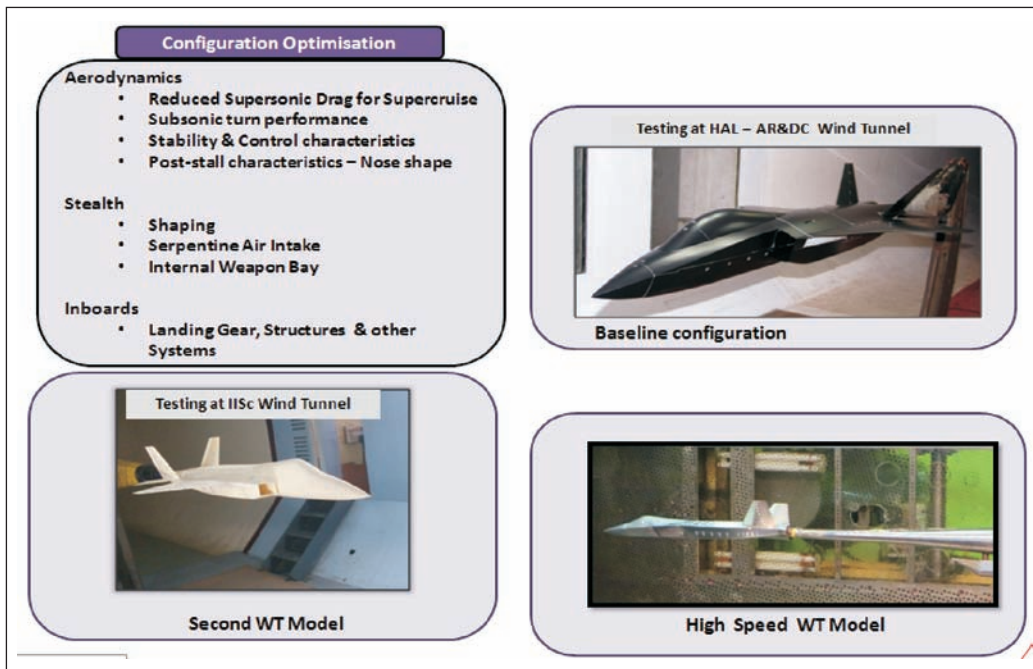 Configuration Optimisation
Aerodynamics
• Reduced Supersonic Drag for Supercruise
• Subsonic turn performance
• Stability & Control characteristics
• Post-stall characteristics – Nose shape
Stealth
• Shaping
• Serpentine Air Intake
• Internal Weapon Bay
Inboards
• Landing Gear, Structures & other
Systems
Testing at HAL – AR&DC Wind Tunnel
Baseline configuration
Testing at IISc Wind Tunnel
Second WT Model
High Speed WT Model